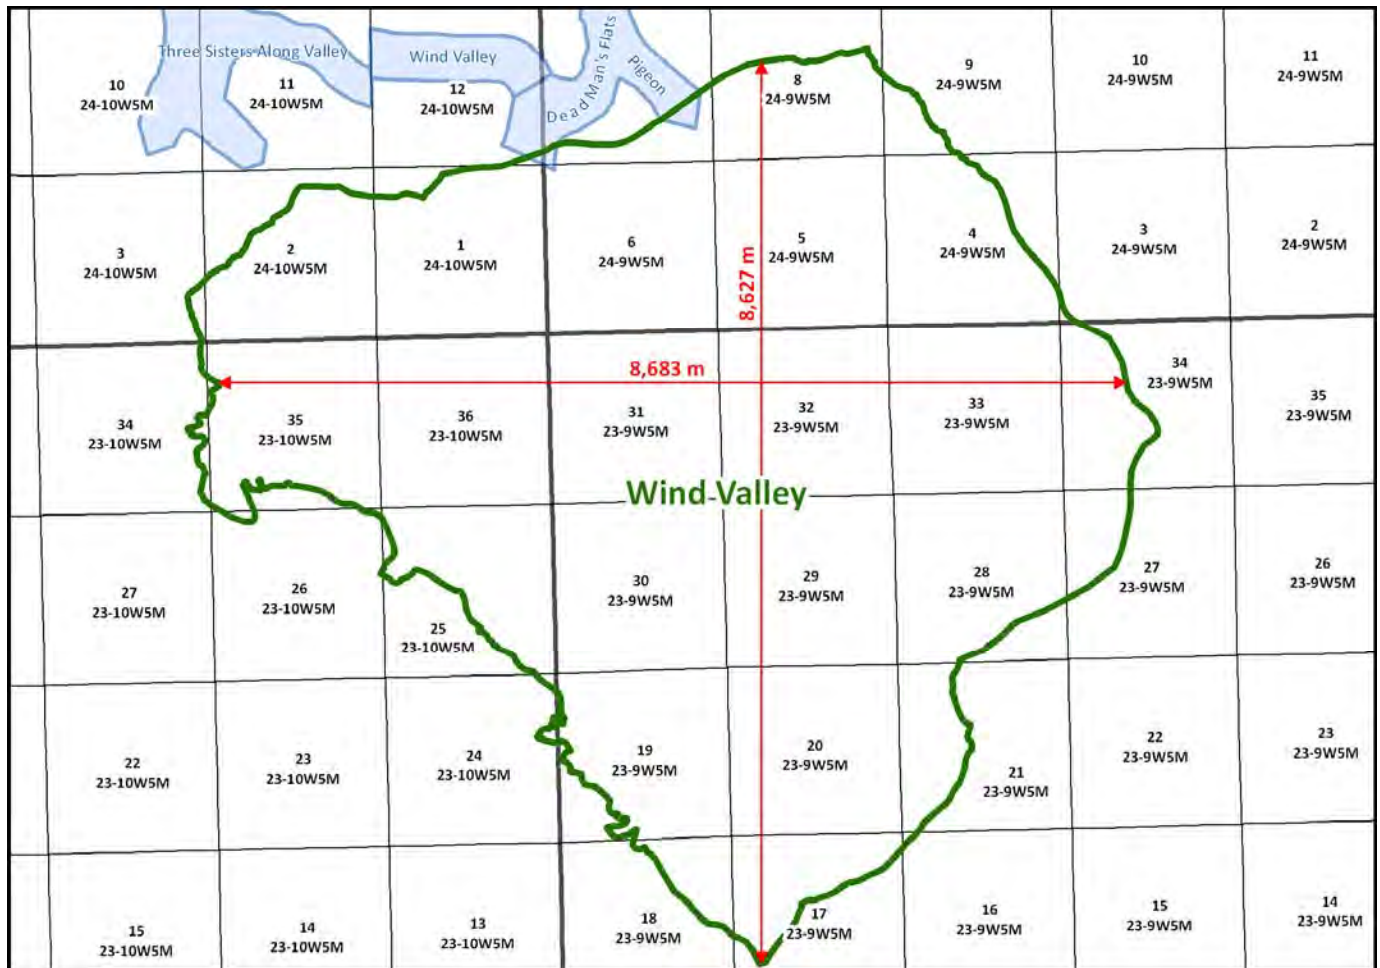 Three Sisters Along Valley
Wind Valley
Dead Man's Flats
Pigeon
10
24-10W5M
11
24-10W5M
12
24-10W5M
8
24-9W5M
9
24-9W5M
10
24-9W5M
11
24-9W5M
3
24-10W5M
2
24-10W5M
1
24-10W5M
6
24-9W5M
8,627 m
5
24-9W5M
4
24-9W5M
3
24-9W5M
2
24-9W5M
8,683 m
34
23-10W5M
35
23-10W5M
36
23-10W5M
31
23-9W5M
32
23-9W5M
33
23-9W5M
34
23-9W5M
35
23-9W5M
Wind Valley
27
23-10W5M
26
23-10W5M
25
23-10W5M
30
23-9W5M
29
23-9W5M
28
23-9W5M
27
23-9W5M
26
23-9W5M
22
23-10W5M
23
23-10W5M
24
23-10W5M
19
23-9W5M
20
23-9W5M
21
23-9W5M
22
23-9W5M
23
23-9W5M
15
23-10W5M
14
23-10W5M
13
23-10W5M
18
23-9W5M
17
23-9W5M
16
23-9W5M
15
23-9W5M
14
23-9W5M